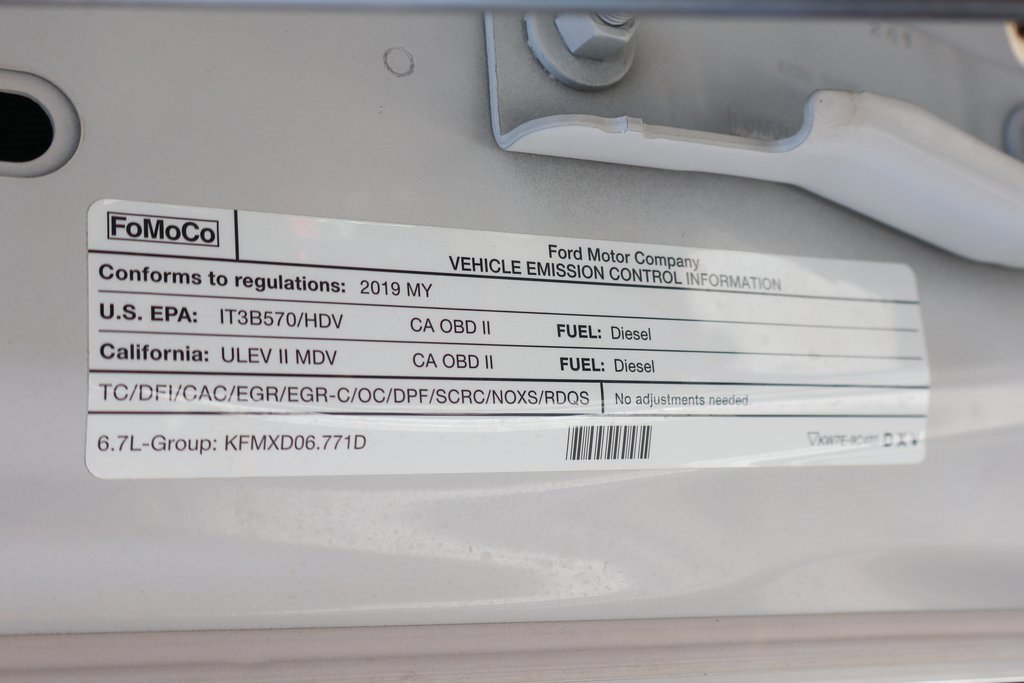 FoMoCo
Ford Motor Company
VEHICLE EMISSION CONTROL INFORMATION
Conforms to regulations: 2019 MY
U.S. EPA: IT3B570/HDV CA OBD II FUEL: Diesel
California: ULEV II MDV CA OBD II FUEL: Diesel
TC/DFI/CAC/EGR/EGR-C/OC/DPF/SCRC/NOXS/RDQS No adjustments needed.
6.7L-Group: KFMXD06.771D
DXV